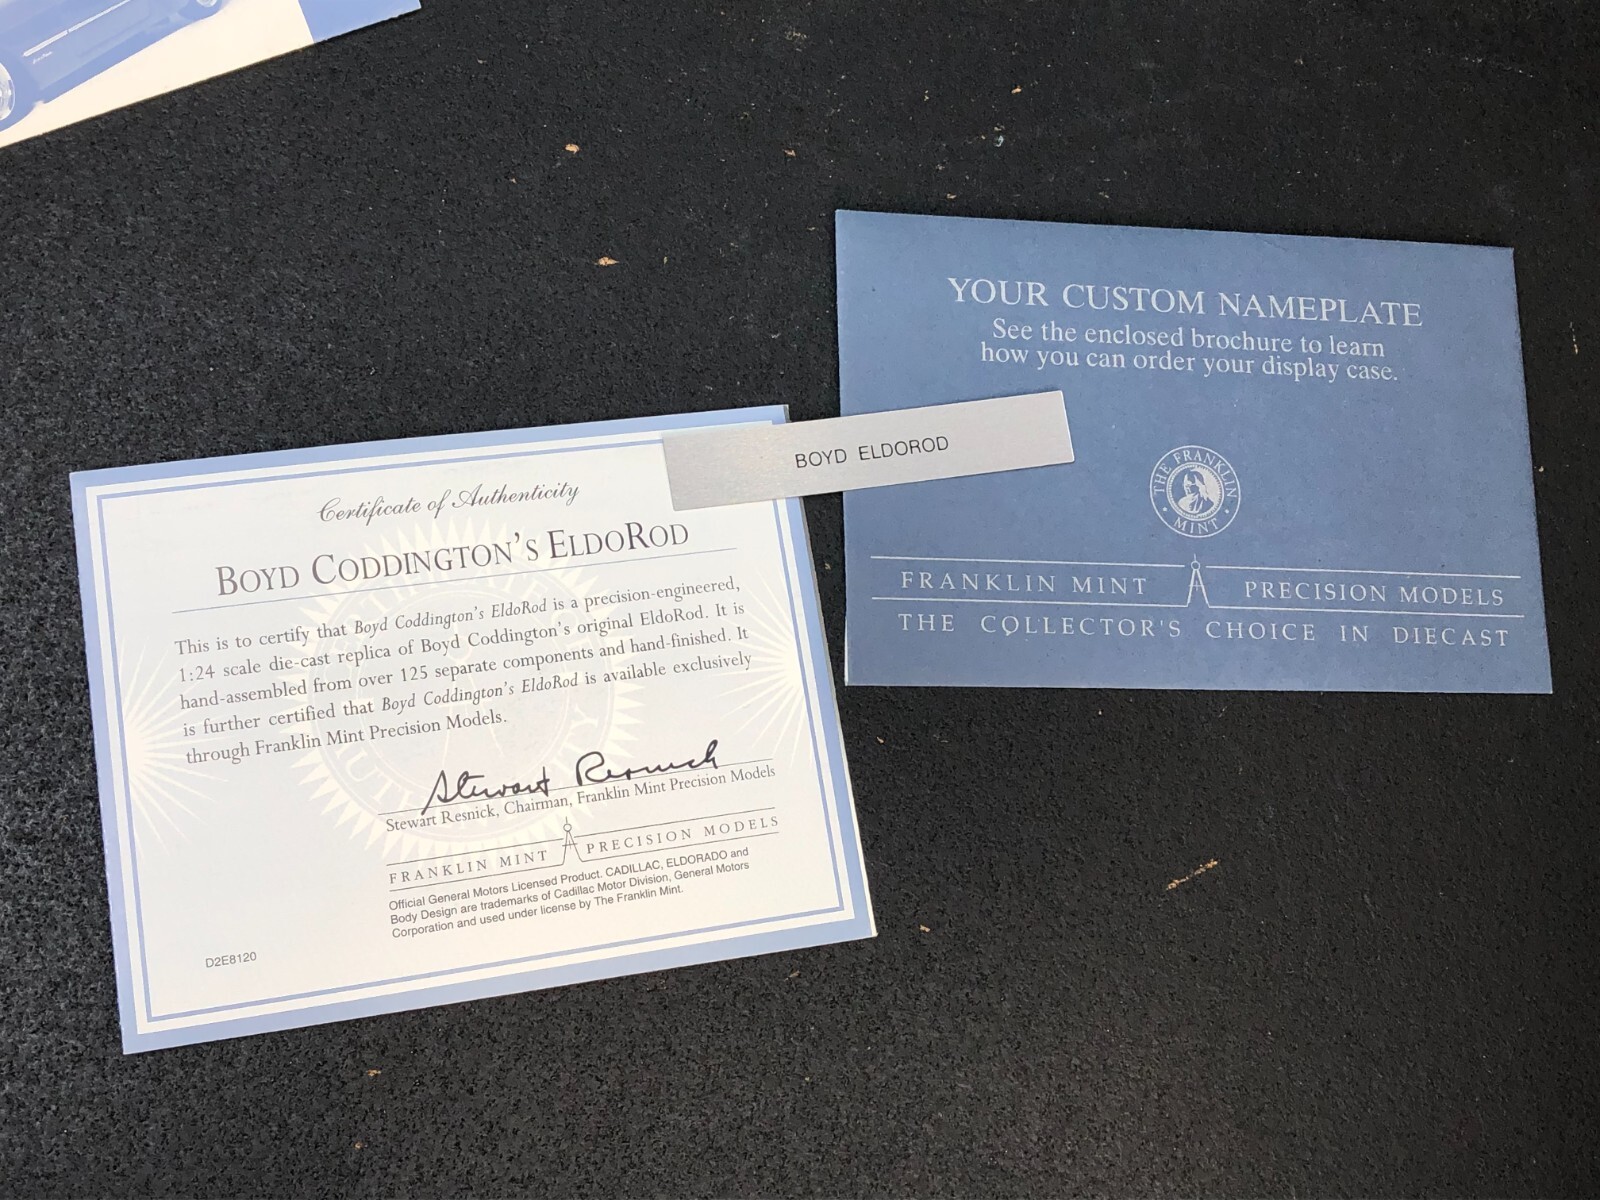 Certificate of Authenticity
BOYD CODDINGTON'S ELDOROD
This is to certify that Boyd Coddington's EldoRod is a precision-engineered,
1:24 scale die-cast replica of Boyd Coddington's original EldoRod. It is
hand-assembled from over 125 separate components and hand-finished. It
is further certified that Boyd Coddington's EldoRod is available exclusively
through Franklin Mint Precision Models.
Stewart Resnick
Stewart Resnick, Chairman, Franklin Mint Precision Models
FRANKLIN MINT PRECISION MODELS
Official General Motors Licensed Product. CADILLAC, ELDORADO and
Body Design are trademarks of Cadillac Motor Division, General Motors
Corporation and used under license by The Franklin Mint.
D2E8120
BOYD ELDOROD
YOUR CUSTOM NAMEPLATE
See the enclosed brochure to learn
how you can order your display case.
THE FRANKLIN
MINT
FRANKLIN MINT PRECISION MODELS
THE COLLECTOR'S CHOICE IN DIECAST